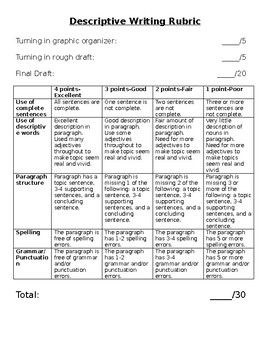 Descriptive Writing Rubric
Turning in graphic organizer: /5
Turning in rough draft: /5
Final Draft: /20
4 points-
Excellent
3 points-Good
2 points-Fair
1 point-Poor
Use of
complete
sentences
All sentences are
complete.
One sentence is
not complete.
Two sentences
are not
complete.
Three or more
sentences are
not complete.
Use of
descriptiv
e words
Excellent
description in
paragraph.
Used many
adjectives
throughout to
make topic seem
real and vivid.
Good description
in paragraph.
Use some
adjectives
throughout to
make topic seem
real and vivid.
Fair amount of
description in
paragraph.
Need for more
adjectives to
make topic seem
real and vivid.
Very little
description of
nouns in
paragraph.
Need for more
adjectives to
make topic seem
real and vivid.
Paragraph
structure
Paragraph has a
topic sentence,
3-4 supporting
sentences, and a
concluding
sentence.
Paragraph is
missing 1 of the
following: a topic
sentence, 3-4
supporting
sentences, and a
concluding
sentence.
Paragraph is
missing 2 of the
following: a topic
sentence, 3-4
supporting
sentences, and a
concluding
sentence.
Paragraph is
missing 3 or
more of the
following: a topic
sentence, 3-4
supporting
sentences, and a
concluding
sentence.
Spelling
The paragraph is
free of spelling
errors.
The paragraph
has 1-2 spelling
errors.
The paragraph
has 3-4 spelling
errors.
The paragraph
has 5 or more
spelling errors.
Grammar/
Punctuatio
n
The paragraph is
free of grammar
and/or
punctuation
errors.
The paragraph
has 1-2
grammar and/or
punctuation
errors.
The paragraph
has 3-4
grammar and/or
punctuation
errors.
The paragraph
has 5 or more
grammar and/or
punctuation
errors.
Total: /30